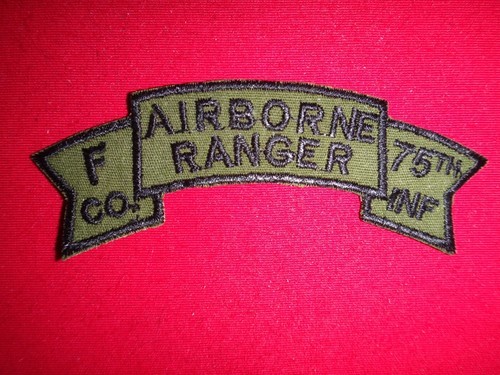 F
CO.
AIRBORNE
RANGER
75TH
INF